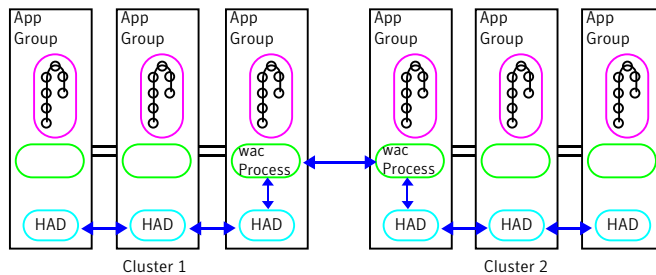 App
Group
App
Group
App
Group
App
Group
App
Group
App
Group
wac
Process
wac
Process
HAD
HAD
HAD
HAD
HAD
HAD
Cluster 1
Cluster 2